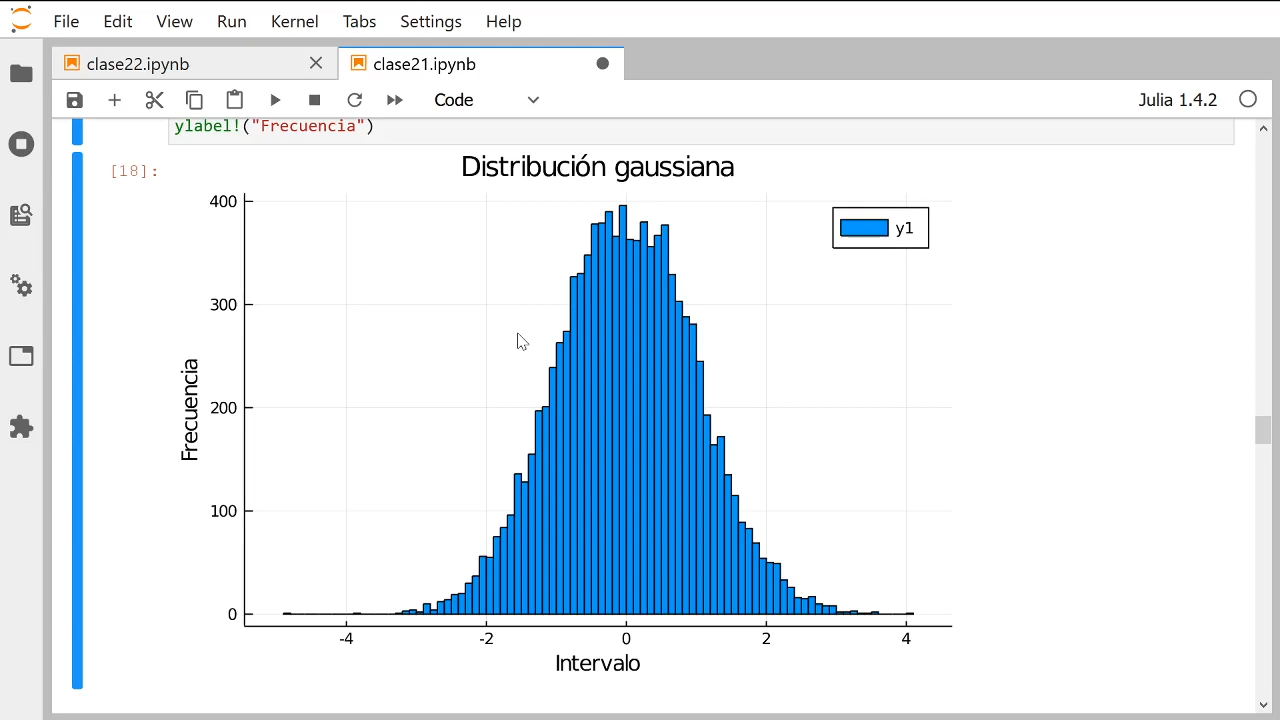 File Edit View Run Kernel Tabs Settings Help
clase22.ipynb clase21.ipynb
Code Julia 1.4.2
ylabel!("Frecuencia")
[18]:
Distribución gaussiana
y1
400
300
200
100
0
Frecuencia
-4 -2 0 2 4
Intervalo